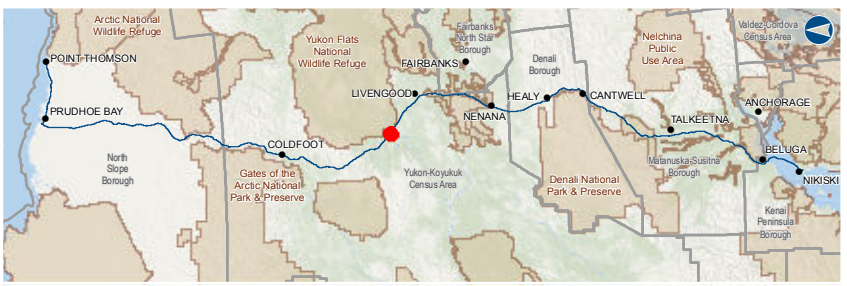 Arctic National
Wildlife Refuge
POINT THOMSON
PRUDHOE BAY
North
Slope
Borough
COLDFOOT
Gates of the
Arctic National
Park & Preserve
Yukon Flats
National
Wildlife Refuge
LIVENGOOD
Fairbanks
North Star
Borough
FAIRBANKS
NENANA
Yukon-Koyukuk
Census Area
Denali
Borough
HEALY
CANTWELL
Denali National
Park & Preserve
Nelchina
Public
Use Area
TALKEETNA
Matanuska-Susitna
Borough
Valdez-Cordova
Census Area
ANCHORAGE
BELUGA
NIKISKI
Kenai
Peninsula
Borough